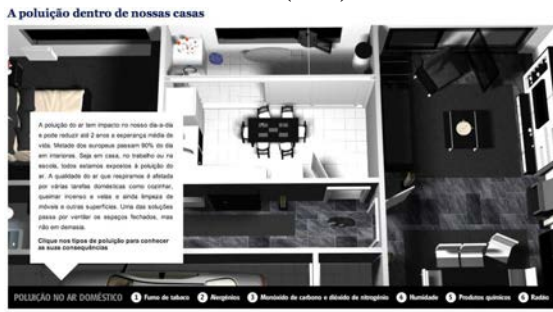 A poluição dentro de nossas casas
A poluição do ar tem impacto no nosso dia-a-dia
e pode reduzir até 2 anos a esperança média de
vida. Metade dos europeus passam 90% do dia
em interiores. Seja em casa, no trabalho ou na
escola, todos estamos expostos à poluição do
ar. A qualidade do ar que respiramos é afetada
por várias tarefas domésticas como cozinhar,
queimar incenso e velas e ainda limpeza de
móveis e outras superfícies. Uma das soluções
passa por ventilar os espaços fechados, mas
não em demasia.
Clique nos tipos de poluição para conhecer
as suas consequências
POLUIÇÃO NO AR DOMÉSTICO 1 Fumo de tabaco 2 Alergénios 3 Monóxido de carbono e dióxido de nitrogénio 4 Humidade 5 Produtos químicos 6 Radão